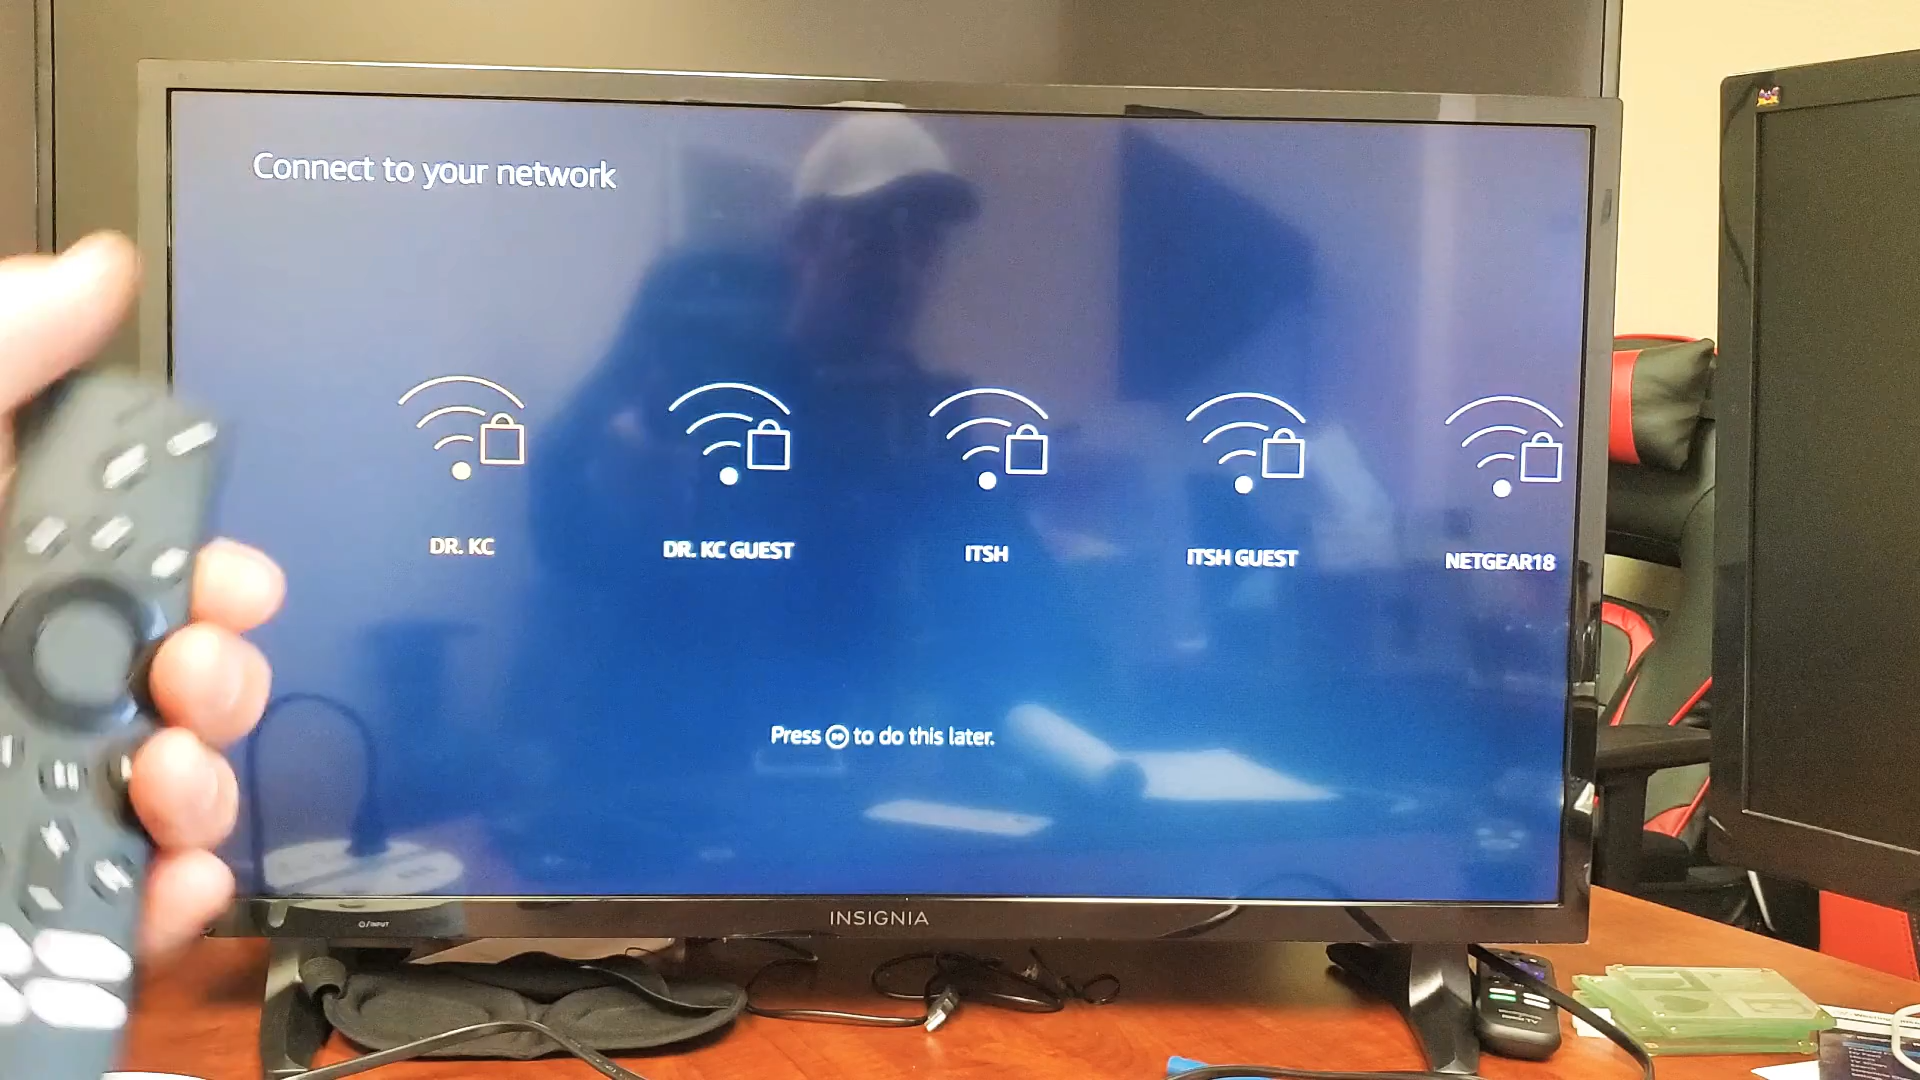 Connect to your network
DR. KC
DR. KC GUEST
ITSH
ITSH GUEST
NETGEAR18
Press to do this later.
INSIGNIA
/ INPUT